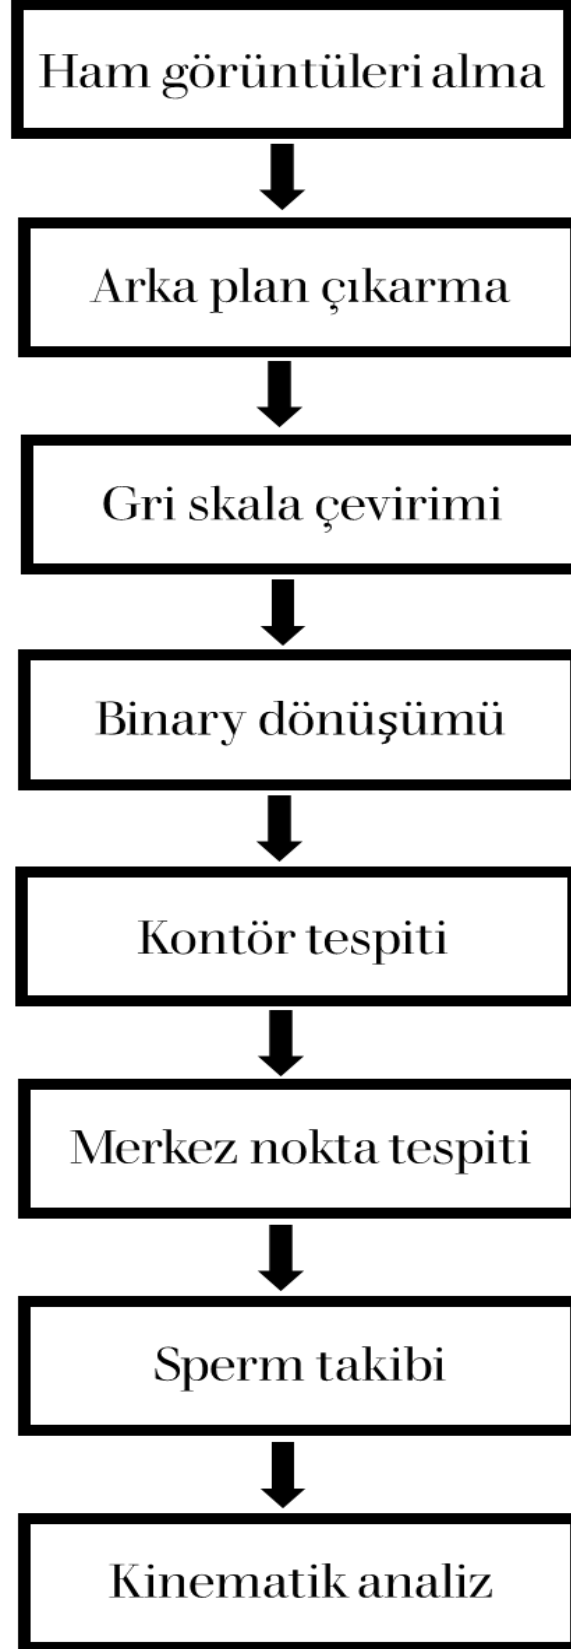 Ham görüntüleri alma
Arka plan çıkarma
Gri skala çevirimi
Binary dönüşümü
Kontör tespiti
Merkez nokta tespiti
Sperm takibi
Kinematik analiz